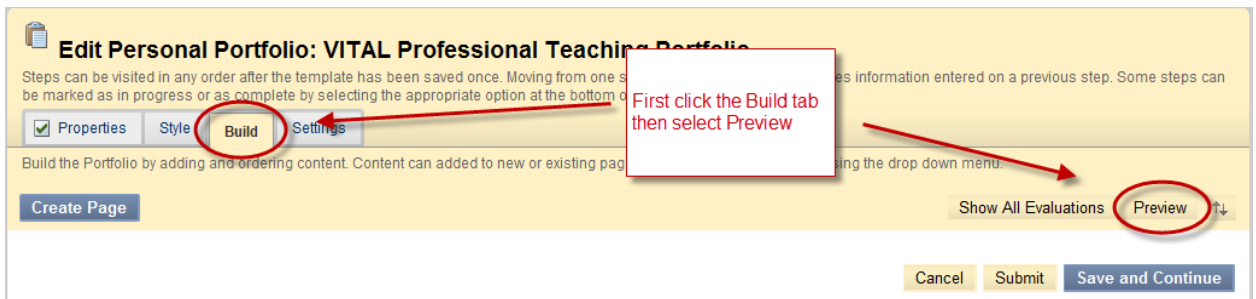 Edit Personal Portfolio: VITAL Professional Teaching Portfolio
Steps can be visited in any order after the template has been saved once. Moving from one s es information entered on a previous step. Some steps can
be marked as in progress or as complete by selecting the appropriate option at the bottom o
First click the Build tab
then select Preview
Properties Style Build Settings
Build the Portfolio by adding and ordering content. Content can added to new or existing pag sing the drop down menu.
Create Page Show All Evaluations Preview
Cancel Submit Save and Continue